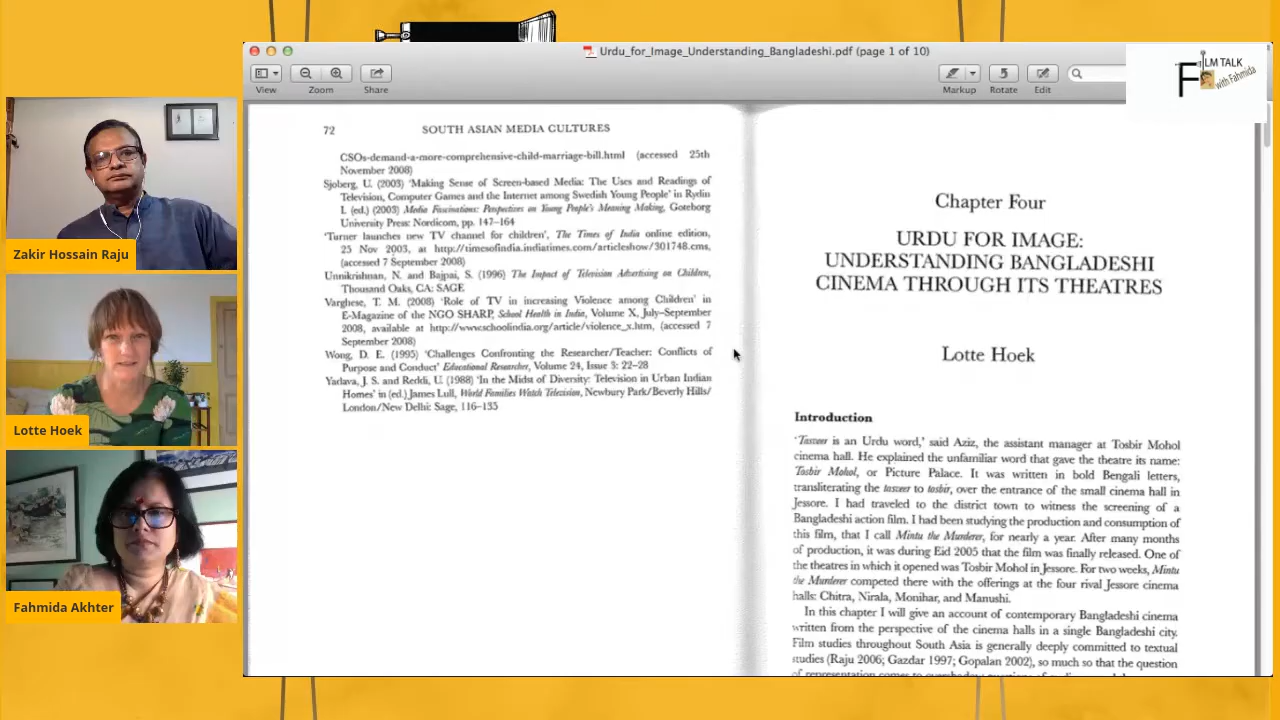 Urdu_for_Image_Understanding_Bangladeshi.pdf (page 1 of 10)
View
Zoom
Share
Markup
Rotate
Edit
F LM TALK
with Fahmida
Zakir Hossain Raju
Lotte Hoek
Fahmida Akhter
72 SOUTH ASIAN MEDIA CULTURES
CSOs-demand-a-more-comprehensive-child-marriage-bill.html (accessed 25th
November 2008)
Sjoberg, U. (2003) ‘Making Sense of Screen-based Media: The Uses and Readings of
Television, Computer Games and the Internet among Swedish Young People’ in Rydin
I. (ed.) (2003) Media Fascinations: Perspectives on Young People's Meaning Making, Goteborg
University Press: Nordicom, pp. 147–164
‘Turner launches new TV channel for children’, The Times of India online edition,
25 Nov 2003, at http://timesofindia.indiatimes.com/articleshow/301748.cms,
(accessed 7 September 2008)
Unnikrishnan, N. and Bajpai, S. (1996) The Impact of Television Advertising on Children,
Thousand Oaks, CA: SAGE
Varghese, T. M. (2008) ‘Role of TV in increasing Violence among Children’ in
E-Magazine of the NGO SHARP, School Health in India, Volume X, July–September
2008, available at http://www.schoolindia.org/article/violence_x.htm, (accessed 7
September 2008)
Wong, D. E. (1995) ‘Challenges Confronting the Researcher/Teacher: Conflicts of
Purpose and Conduct’ Educational Researcher, Volume 24, Issue 3: 22–28
Yadava, J. S. and Reddi, U. (1988) ‘In the Midst of Diversity: Television in Urban Indian
Homes’ in (ed.) James Lull, World Families Watch Television, Newbury Park/Beverly Hills/
London/New Delhi: Sage, 116–135
Chapter Four
URDU FOR IMAGE:
UNDERSTANDING BANGLADESHI
CINEMA THROUGH ITS THEATRES
Lotte Hoek
Introduction
‘Tasveer is an Urdu word,’ said Aziz, the assistant manager at Tosbir Mohol
cinema hall. He explained the unfamiliar word that gave the theatre its name:
Tosbir Mohol, or Picture Palace. It was written in bold Bengali letters,
transliterating the tasveer to tosbir, over the entrance of the small cinema hall in
Jessore. I had traveled to the district town to witness the screening of a
Bangladeshi action film. I had been studying the production and consumption of
this film, that I call Mintu the Murderer, for nearly a year. After many months
of production, it was during Eid 2005 that the film was finally released. One of
the theatres in which it opened was Tosbir Mohol in Jessore. For two weeks, Mintu
the Murderer competed there with the offerings at the four rival Jessore cinema
halls: Chitra, Nirala, Monihar, and Manushi.
In this chapter I will give an account of contemporary Bangladeshi cinema
written from the perspective of the cinema halls in a single Bangladeshi city.
Film studies throughout South Asia is generally deeply committed to textual
studies (Raju 2006; Gazdar 1997; Gopalan 2002), so much so that the question
of representation comes to